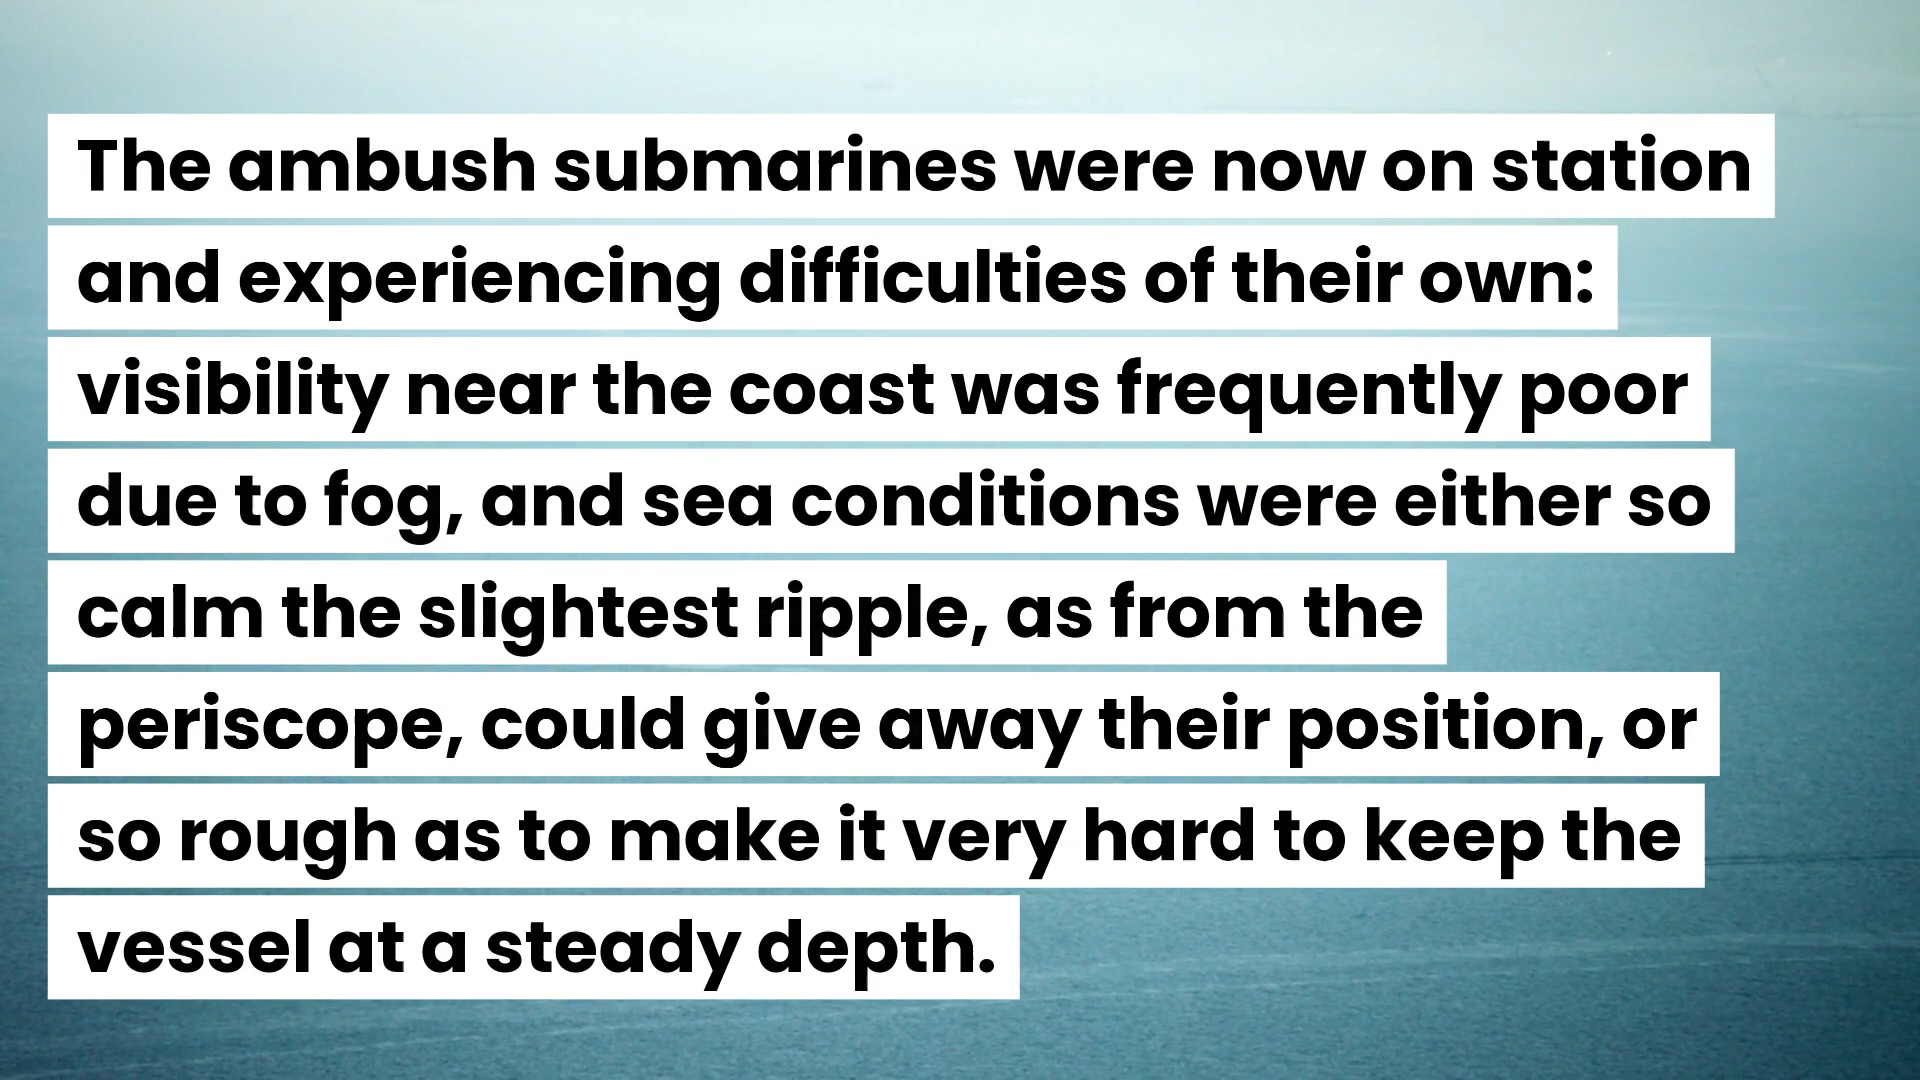 The ambush submarines were now on station
and experiencing difficulties of their own:
visibility near the coast was frequently poor
due to fog, and sea conditions were either so
calm the slightest ripple, as from the
periscope, could give away their position, or
so rough as to make it very hard to keep the
vessel at a steady depth.